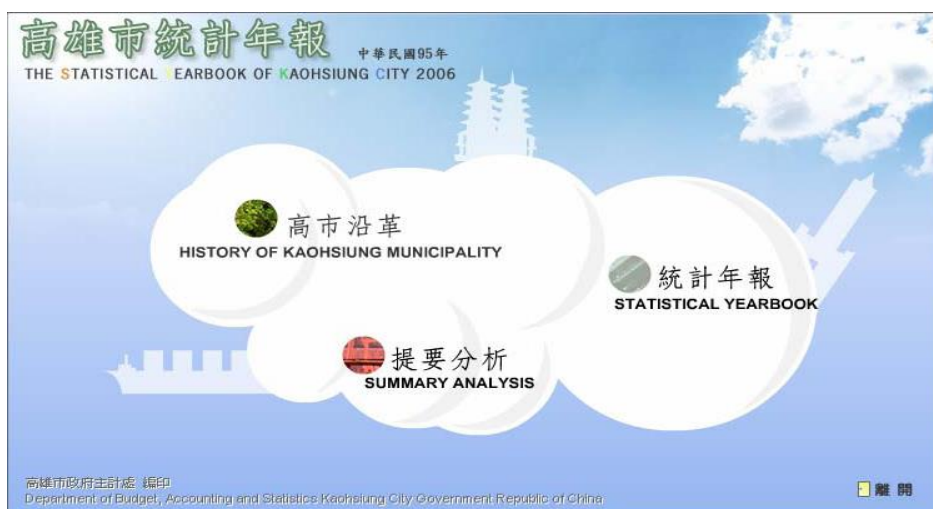 高雄市統計年報 中華民國95年
THE STATISTICAL YEARBOOK OF KAOHSIUNG CITY 2006
高市沿革
HISTORY OF KAOHSIUNG MUNICIPALITY
統計年報
STATISTICAL YEARBOOK
提要分析
SUMMARY ANALYSIS
高雄市政府主計處 編印
Department of Budget, Accounting and Statistics Kaohsiung City Government Republic of China
離開